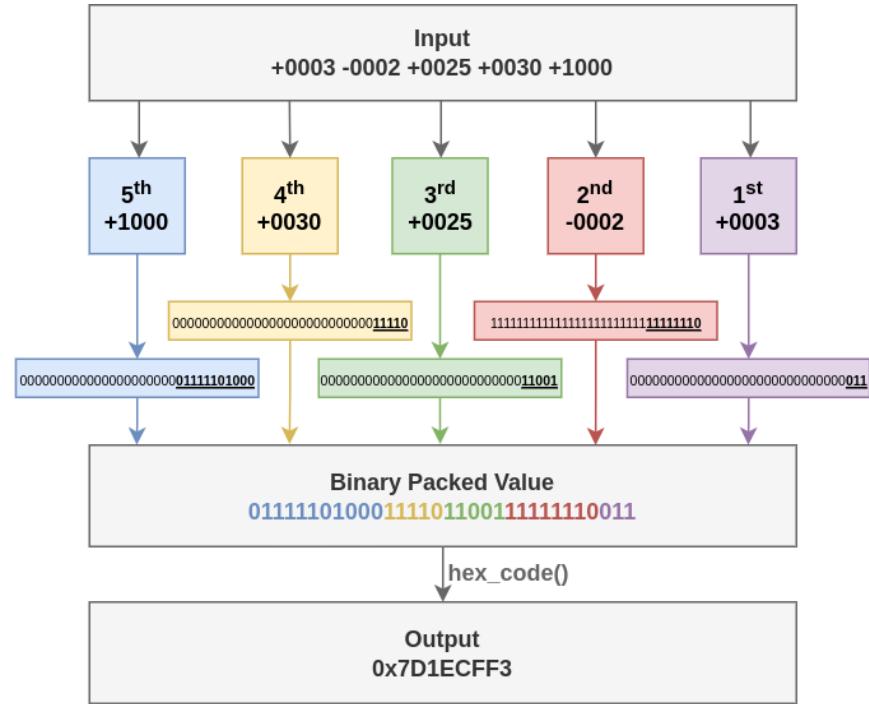 Input
+0003 -0002 +0025 +0030 +1000
5th
+1000
4th
+0030
3rd
+0025
2nd
-0002
1st
+0003
00000000000000000000000000011110
11111111111111111111111111111110
00000000000000000000001111101000
00000000000000000000000000011001
00000000000000000000000000000011
Binary Packed Value
01111101000111101100111111110011
hex_code()
Output
0x7D1ECFF3